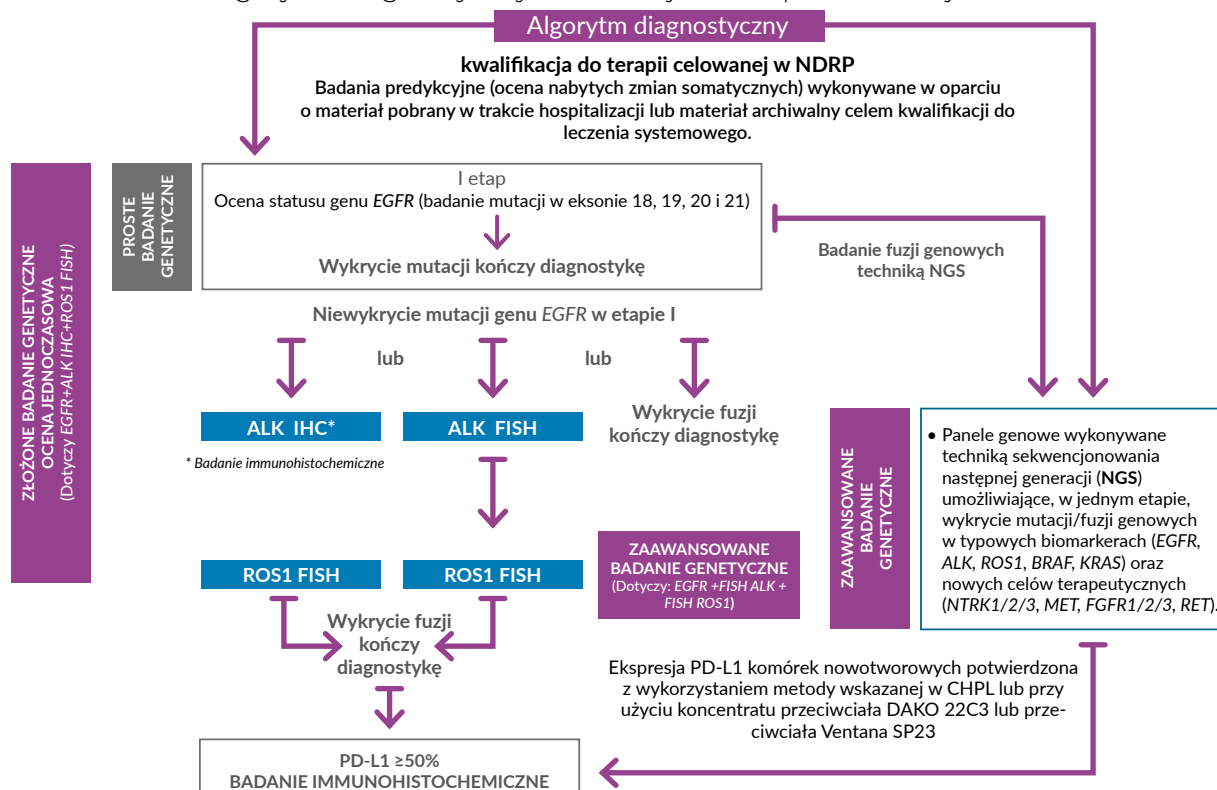 Algorytm diagnostyczny
kwalifikacja do terapii celowanej w NDRP
Badania predykcyjne (ocena nabytych zmian somatycznych) wykonywane w oparciu
o materiał pobrany w trakcie hospitalizacji lub materiał archiwalny celem kwalifikacji do
leczenia systemowego.
ZŁOŻONE BADANIE GENETYCZNE
OCENA JEDNOCZASOWA
(Dotyczy EGFR+ALK IHC+ROS1 FISH)
PROSTE
BADANIE
GENETYCZNE
I etap
Ocena statusu genu EGFR (badanie mutacji w eksonie 18, 19, 20 i 21)
Wykrycie mutacji kończy diagnostykę
Badanie fuzji genowych
techniką NGS
Niewykrycie mutacji genu EGFR w etapie I
lub
lub
ALK IHC*
ALK FISH
Wykrycie fuzji
kończy diagnostykę
* Badanie immunohistochemiczne
ZAAWANSOWANE
BADANIE
GENETYCZNE
• Panele genowe wykonywane
techniką sekwencjonowania
następnej generacji (NGS)
umożliwiające, w jednym etapie,
wykrycie mutacji/fuzji genowych
w typowych biomarkerach (EGFR,
ALK, ROS1, BRAF, KRAS) oraz
nowych celów terapeutycznych
(NTRK1/2/3, MET, FGFR1/2/3, RET).
ROS1 FISH
ROS1 FISH
ZAAWANSOWANE
BADANIE GENETYCZNE
(Dotyczy: EGFR +FISH ALK +
FISH ROS1)
Wykrycie fuzji
kończy
diagnostykę
Ekspresja PD-L1 komórek nowotworowych potwierdzona
z wykorzystaniem metody wskazanej w CHPL lub przy
użyciu koncentratu przeciwciała DAKO 22C3 lub prze-
ciwciała Ventana SP23
PD-L1 ≥50%
BADANIE IMMUNOHISTOCHEMICZNE